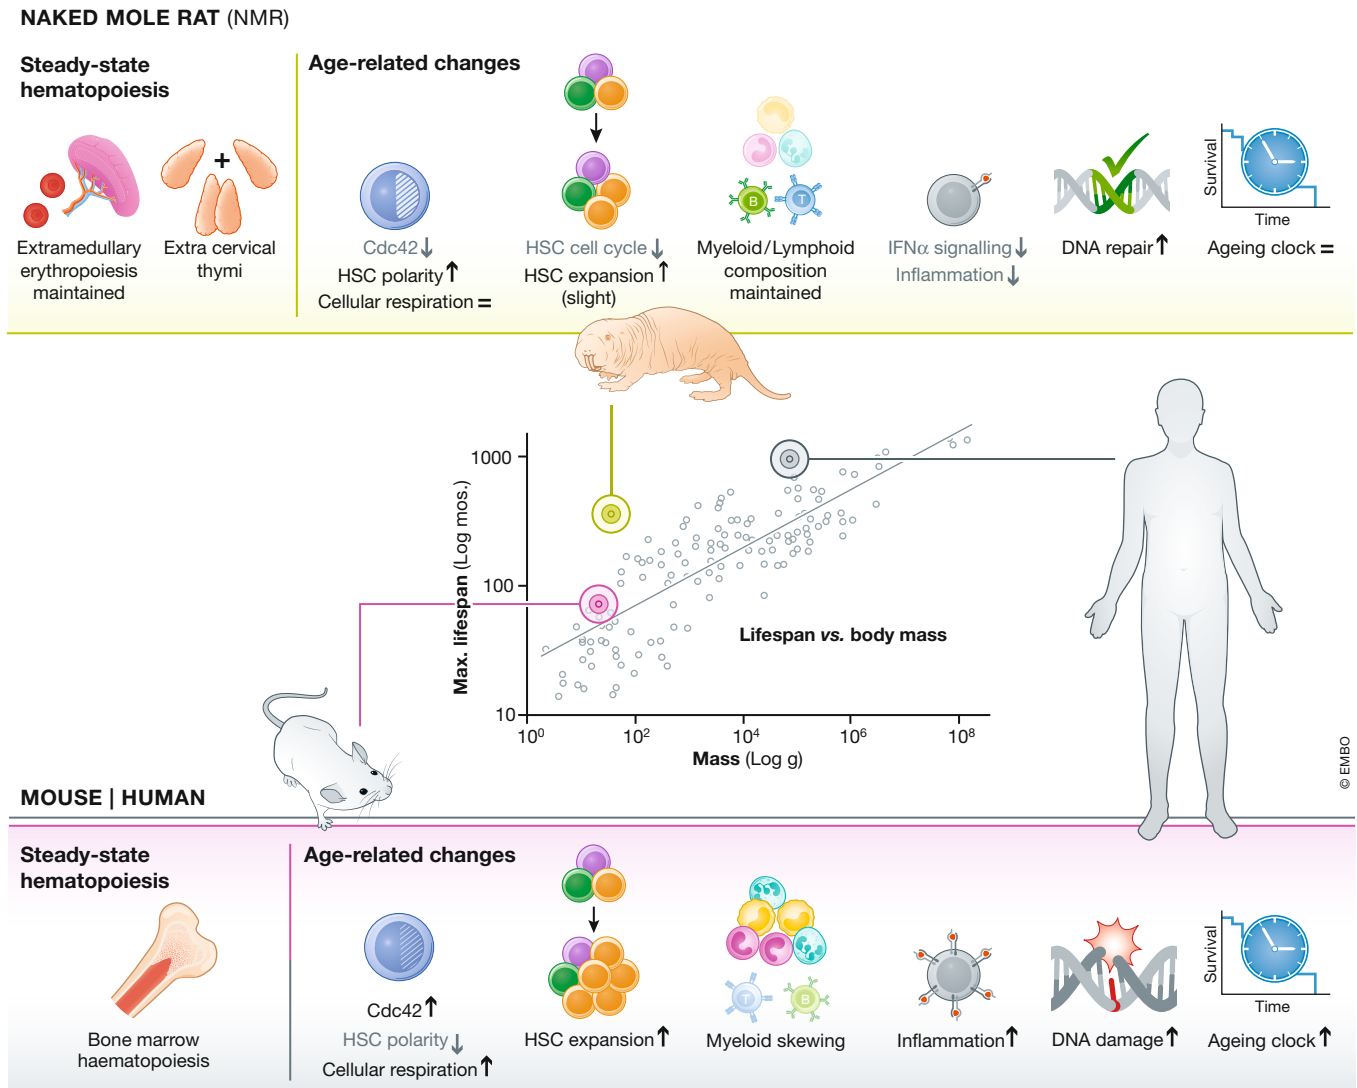 NAKED MOLE RAT (NMR)
Steady-state
hematopoiesis
Age-related changes
Extramedullary
erythropoiesis
maintained
+
Extra cervical
thymi
Cdc42↓
HSC polarity↑
Cellular respiration =
HSC cell cycle↓
HSC expansion↑
(slight)
B
T
Myeloid/Lymphoid
composition
maintained
IFNα signalling↓
Inflammation↓
DNA repair↑
Survival
Time
Ageing clock =
Max. lifespan (Log mos.)
1000
100
10
10⁰
10²
10⁴
10⁶
10⁸
Mass (Log g)
Lifespan vs. body mass
© EMBO
MOUSE | HUMAN
Steady-state
hematopoiesis
Age-related changes
Bone marrow
haematopoiesis
Cdc42↑
HSC polarity↓
Cellular respiration↑
HSC expansion↑
T
B
Myeloid skewing
Inflammation↑
DNA damage↑
Survival
Time
Ageing clock↑